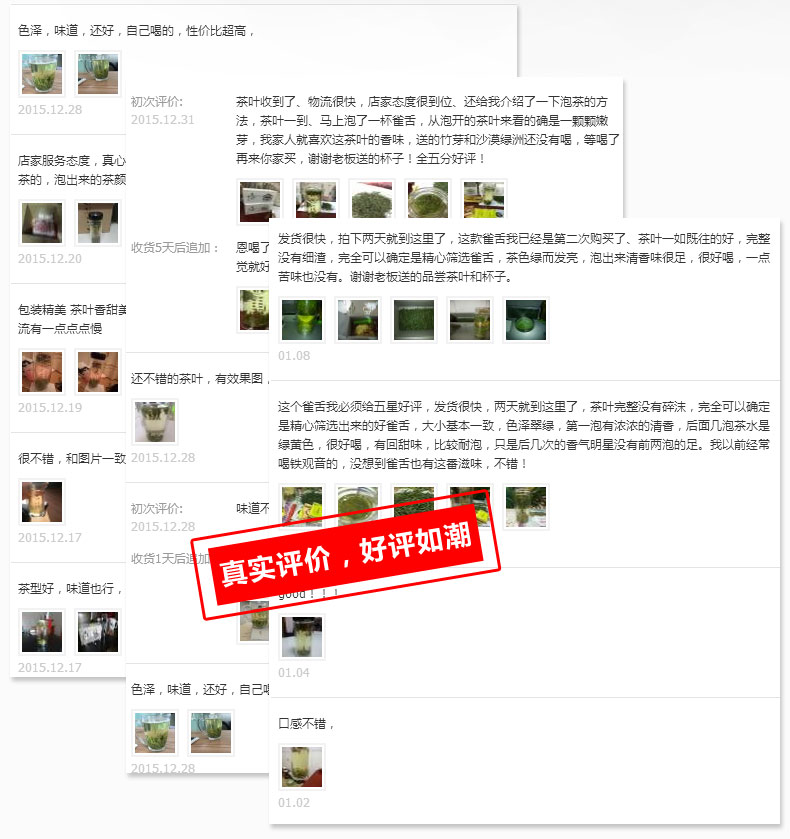 色泽，味道，还好，自己喝的，性价比超高，
2015.12.28
店家服务态度，真心
茶的，泡出来的茶颜
2015.12.20
包装精美 茶叶香甜美
流有一点点点慢
2015.12.19
很不错，和图片一致
2015.12.17
茶型好，味道也行，
2015.12.17
初次评价:
2015.12.31
茶叶收到了、物流很快，店家态度很到位、还给我介绍了一下泡茶的方
法，茶叶一到、马上泡了一杯雀舌，从泡开的茶叶来看的确是一颗颗嫩
芽，我家人就喜欢这茶叶的香味，送的竹芽和沙漠绿洲还没有喝，等喝了
再来你家买，谢谢老板送的杯子！全五分好评！
收货5天后追加：
恩喝了
觉就好
还不错的茶叶，有效果图，
2015.12.28
初次评价:
2015.12.28
味道不
收货1天后追加
色泽，味道，还好，自己喝
2015.12.28
发货很快，拍下两天就到这里了，这款雀舌我已经是第二次购买了、茶叶一如既往的好，完整
没有细渣，完全可以确定是精心筛选雀舌，茶色绿而发亮，泡出来清香味很足，很好喝，一点
苦味也没有。谢谢老板送的品尝茶叶和杯子。
01.08
这个雀舌我必须给五星好评，发货很快，两天就到这里了，茶叶完整没有碎沫，完全可以确定
是精心筛选出来的好雀舌，大小基本一致，色泽翠绿，第一泡有浓浓的清香，后面几泡茶水是
绿黄色，很好喝，有回甜味，比较耐泡，只是后几次的香气明星没有前两泡的足。我以前经常
喝铁观音的，没想到雀舌也有这番滋味，不错！
真实评价，好评如潮
good！！！
01.04
口感不错，
01.02